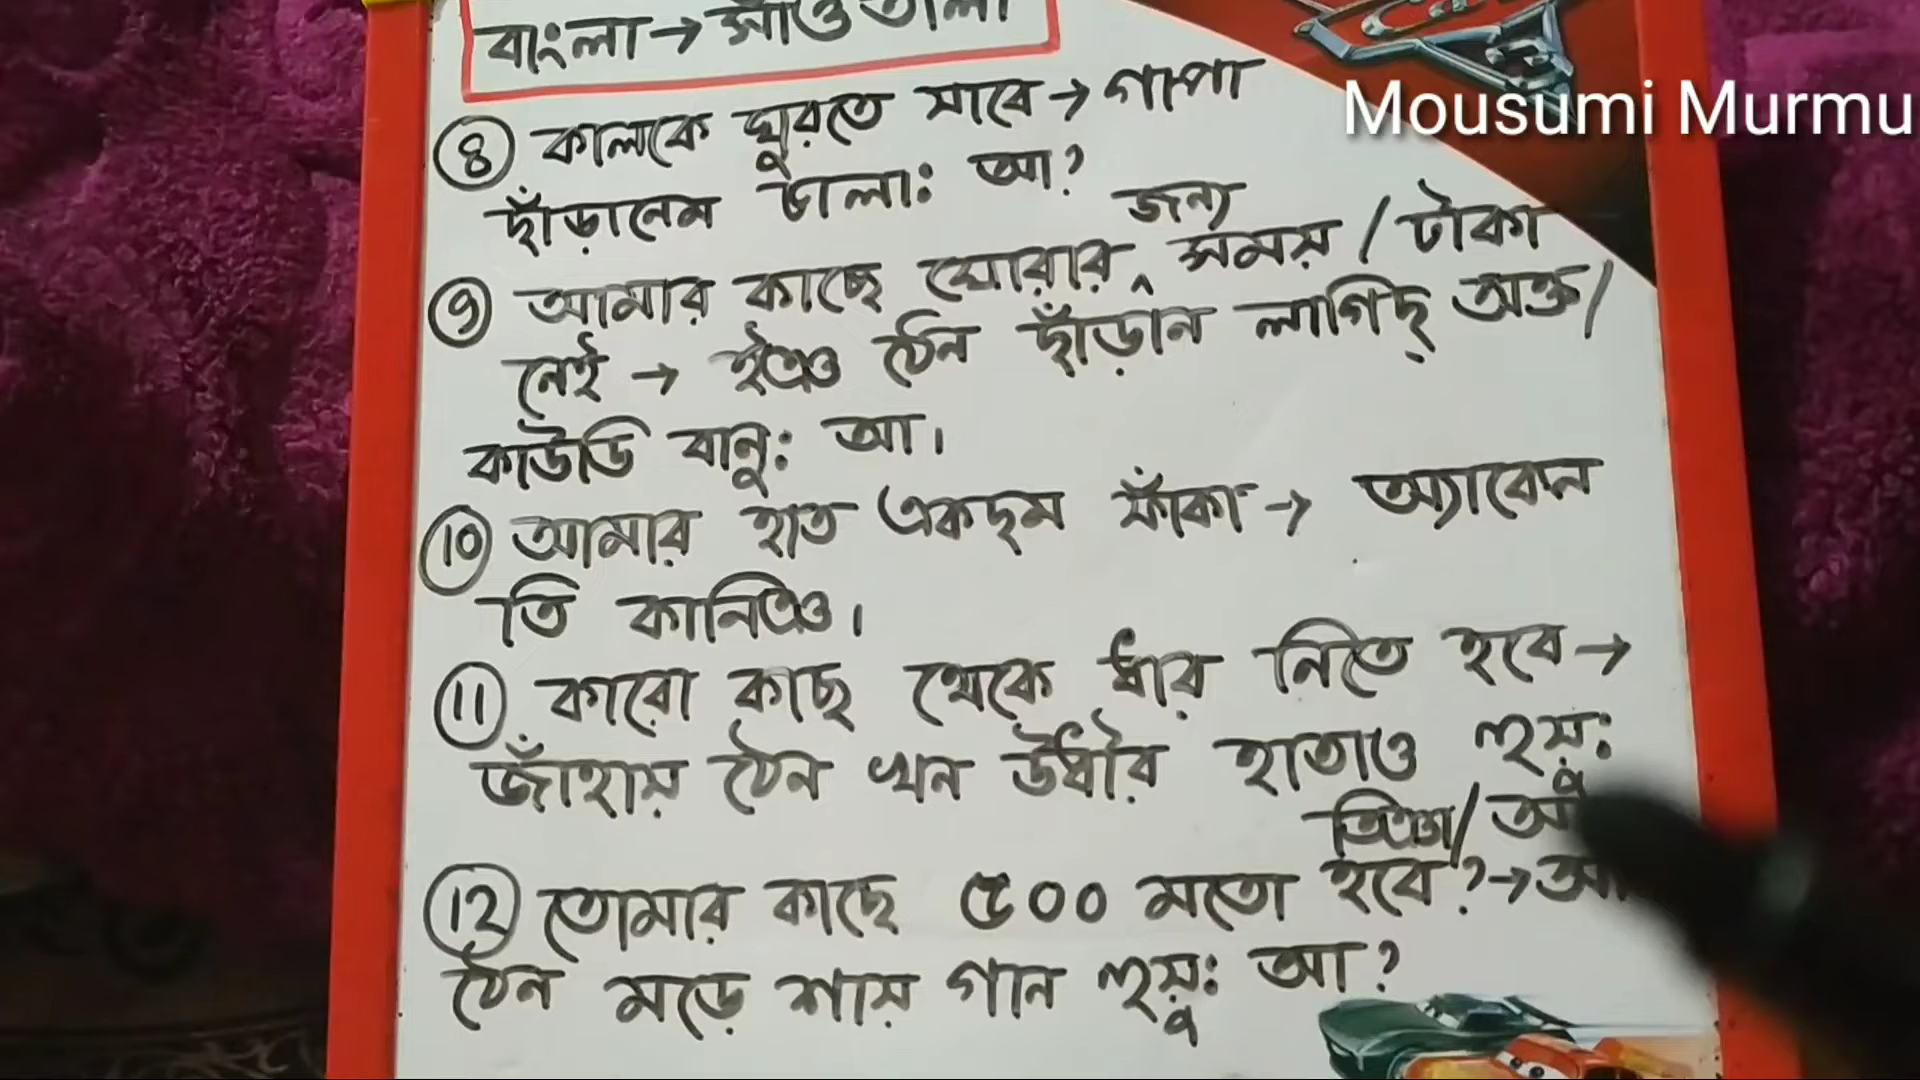 বাংলা → সাঁওতালী
Mousumi Murmu
⑧ কালকে ঘুরতে যাবে → গাপা
দাঁড়ানেম চালা: আ?
জন্য
⑨ আমার কাছে ঘোরার ^ সময় / টাকা
নেই → ইঞ ঠেন দাঁড়ান লাগিদ্ অক্ত /
কাউডি বানু: আ।
⑩ আমার হাত একদম ফাঁকা → অ্যাকেন
তি কানিঞ।
⑪ কারো কাছ থেকে ধার নিতে হবে →
জাঁহায় ঠেন খন উধার হাতাও হুয়ু:
তিঞ /
⑫ তোমার কাছে ৫০০ মতো হবে? →
ঠেন মড়ে শায় গান হুয়ু: আ?